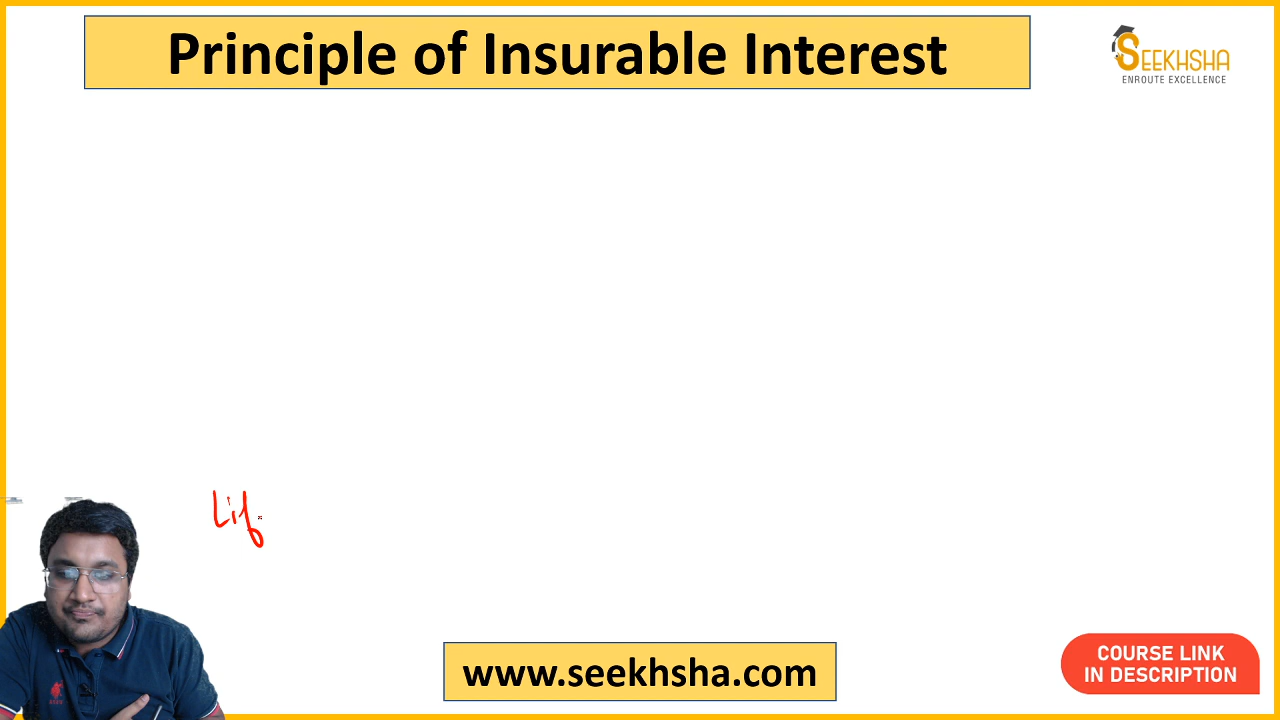 Principle of Insurable Interest
SEEKHSHA
ENROUTE EXCELLENCE
Lif
www.seekhsha.com
COURSE LINK
IN DESCRIPTION